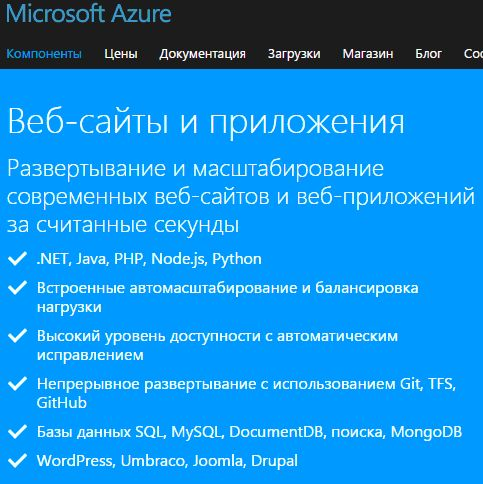 Microsoft Azure
Компоненты Цены Документация Загрузки Магазин Блог
Веб-сайты и приложения
Развертывание и масштабирование
современных веб-сайтов и веб-приложений
за считанные секунды
.NET, Java, PHP, Node.js, Python
Встроенные автомасштабирование и балансировка
нагрузки
Высокий уровень доступности с автоматическим
исправлением
Непрерывное развертывание с использованием Git, TFS,
GitHub
Базы данных SQL, MySQL, DocumentDB, поиска, MongoDB
WordPress, Umbraco, Joomla, Drupal